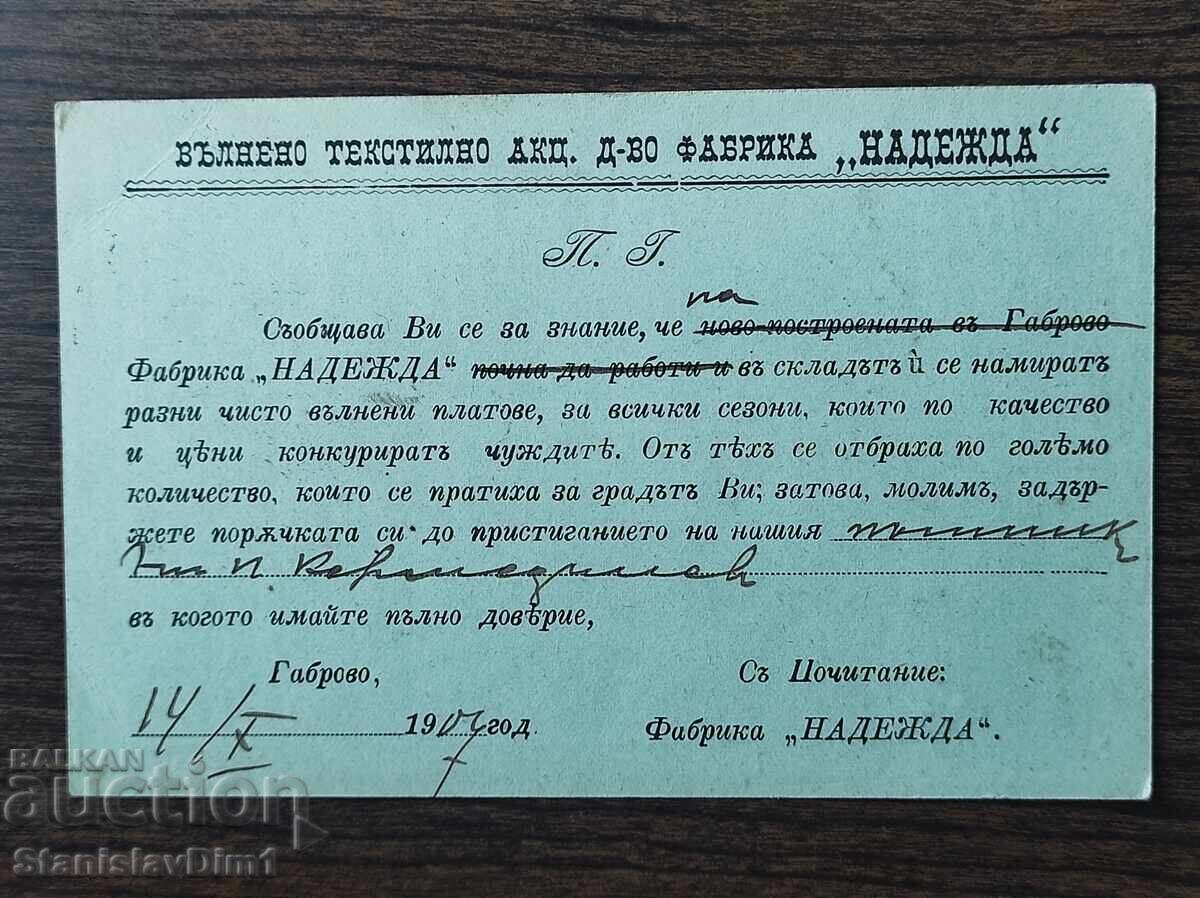 ВЪЛНЕНО ТЕКСТИЛНО АКЦ. Д-ВО ФАБРИКА „НАДЕЖДА“
П. Г.
на
Съобщава Ви се за знание, че ново-построената въ Габрово
Фабрика „НАДЕЖДА“ почна да работи и въ складътъ ѝ се намиратъ
разни чисто вълнени платове, за всички сезони, които по качество
и цѣни конкуриратъ чуждитѣ. Отъ тѣхъ се отбраха по голѣмо
количество, които се пратиха за градътъ Ви; затова, молимъ, задър-
жете порѫчката си до пристиганието на нашия пътникъ
въ когото имайте пълно довѣрие,
Габрово,
Съ Почитание:
14/X 1907 год.
Фабрика „НАДЕЖДА“.
BALKAN
auction
StanislavDim1